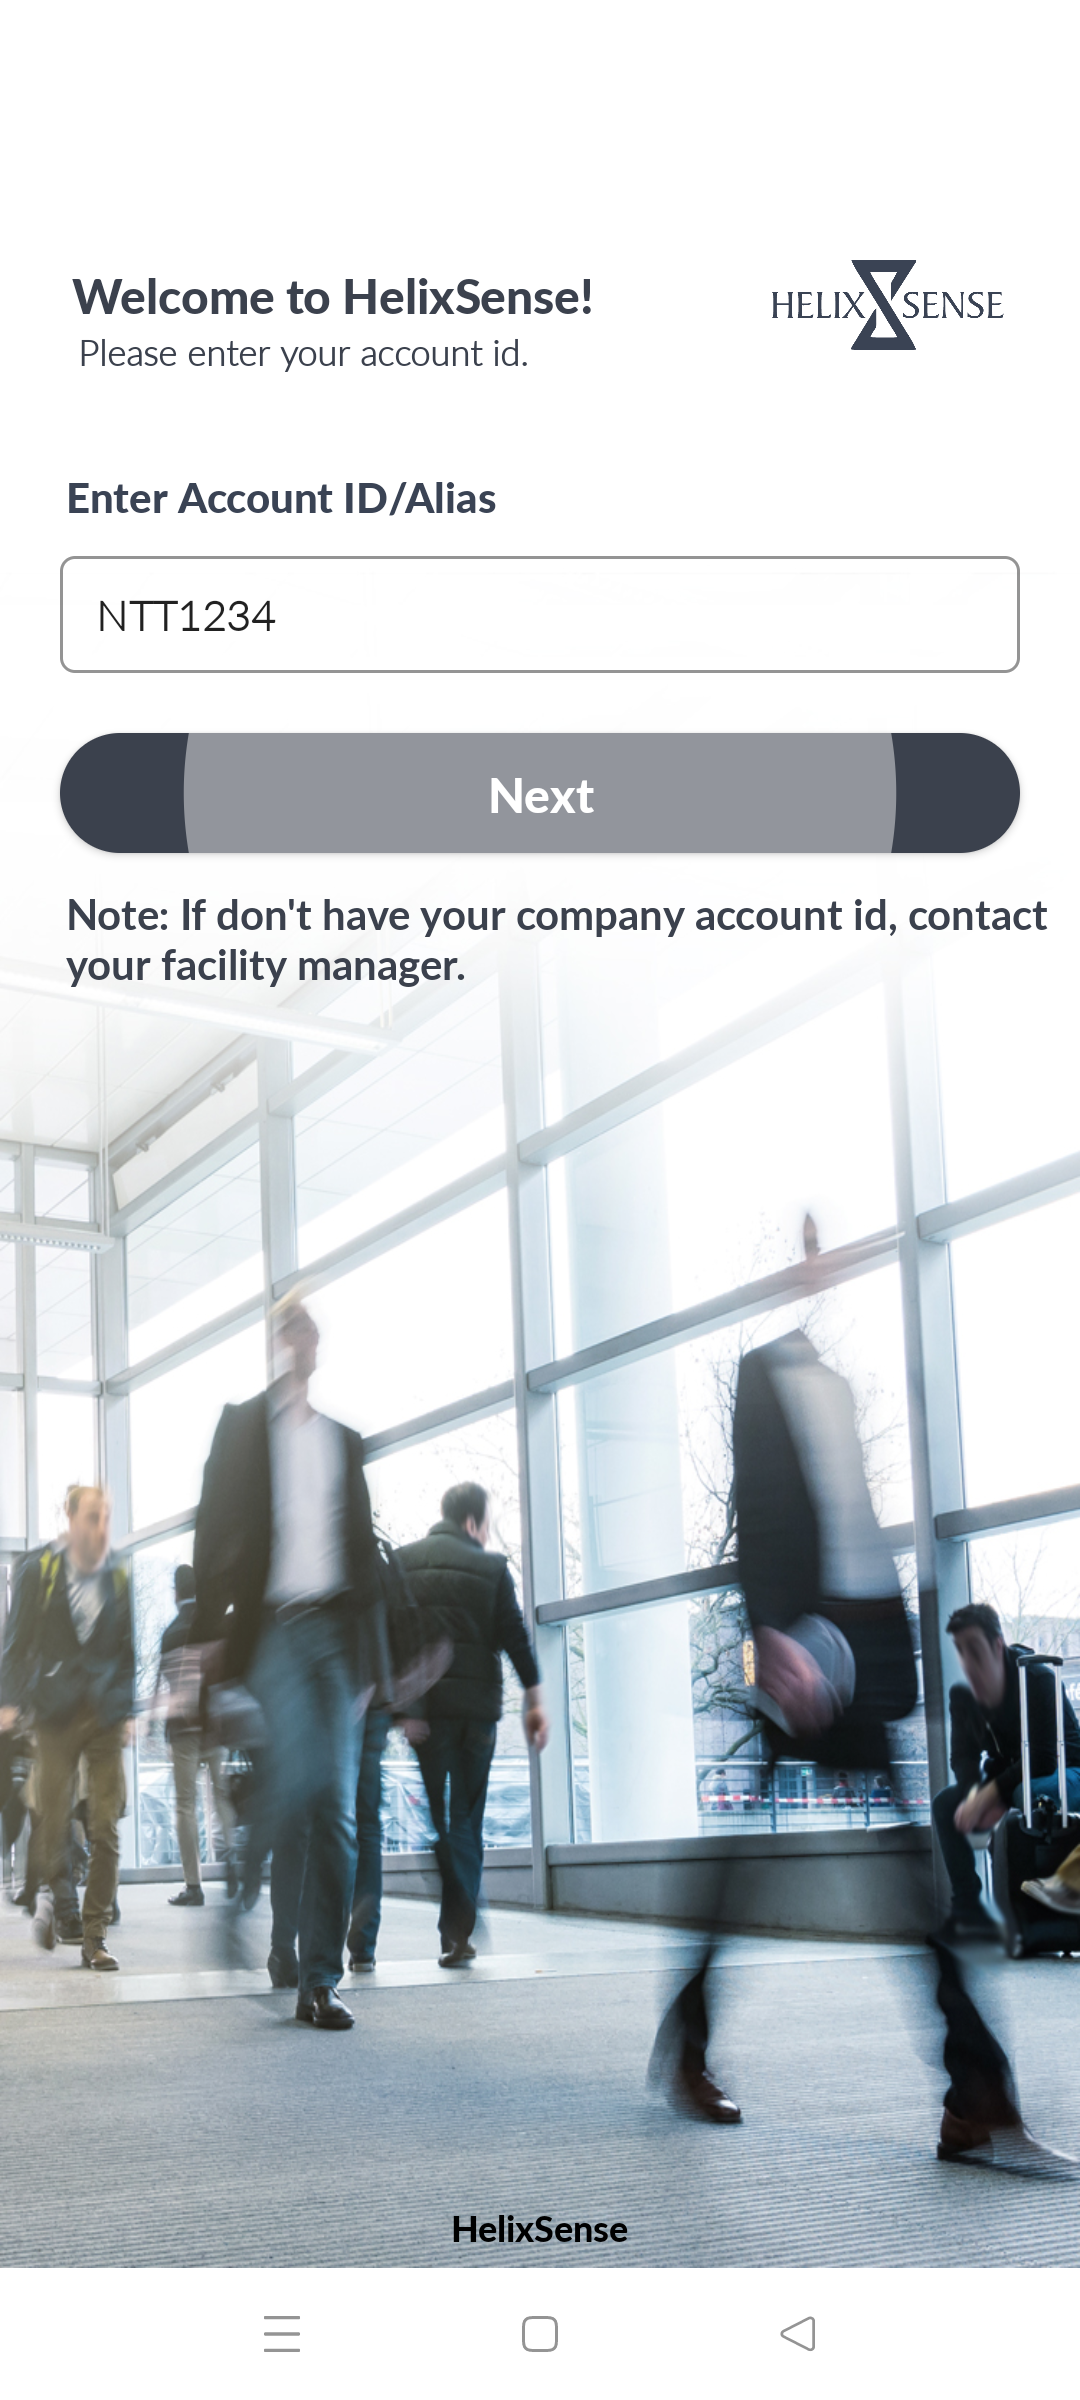 Welcome to HelixSense!
HELIX SENSE
Please enter your account id.
Enter Account ID/Alias
NTT1234
Next
Note: If don't have your company account id, contact
your facility manager.
HelixSense